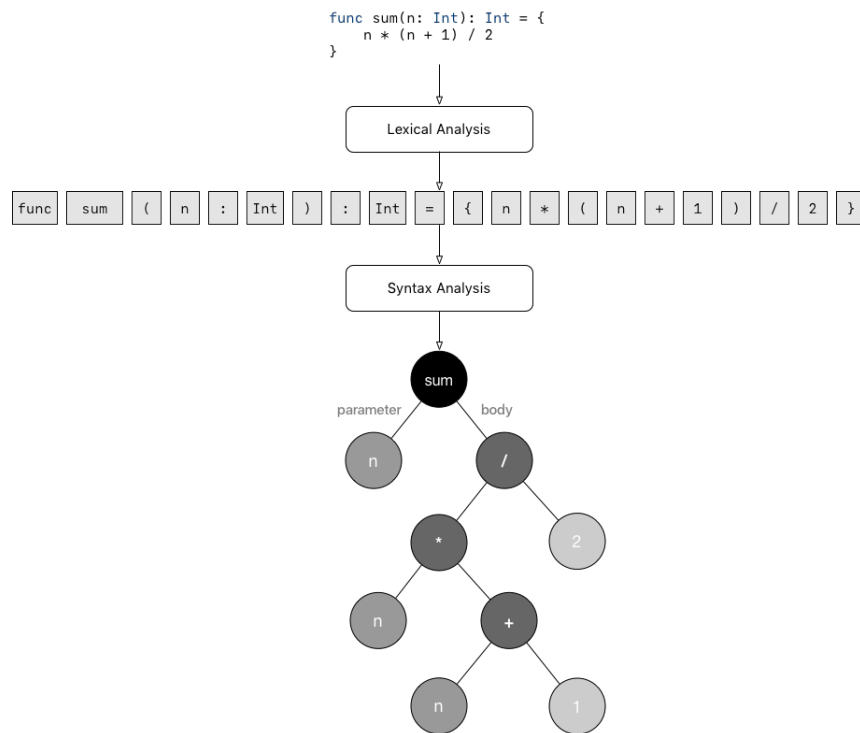 func sum(n: Int): Int = {
    n * (n + 1) / 2
}
Lexical Analysis
func sum ( n : Int ) : Int = { n * ( n + 1 ) / 2 }
Syntax Analysis
sum
parameter body
n /
* 2
n +
n 1